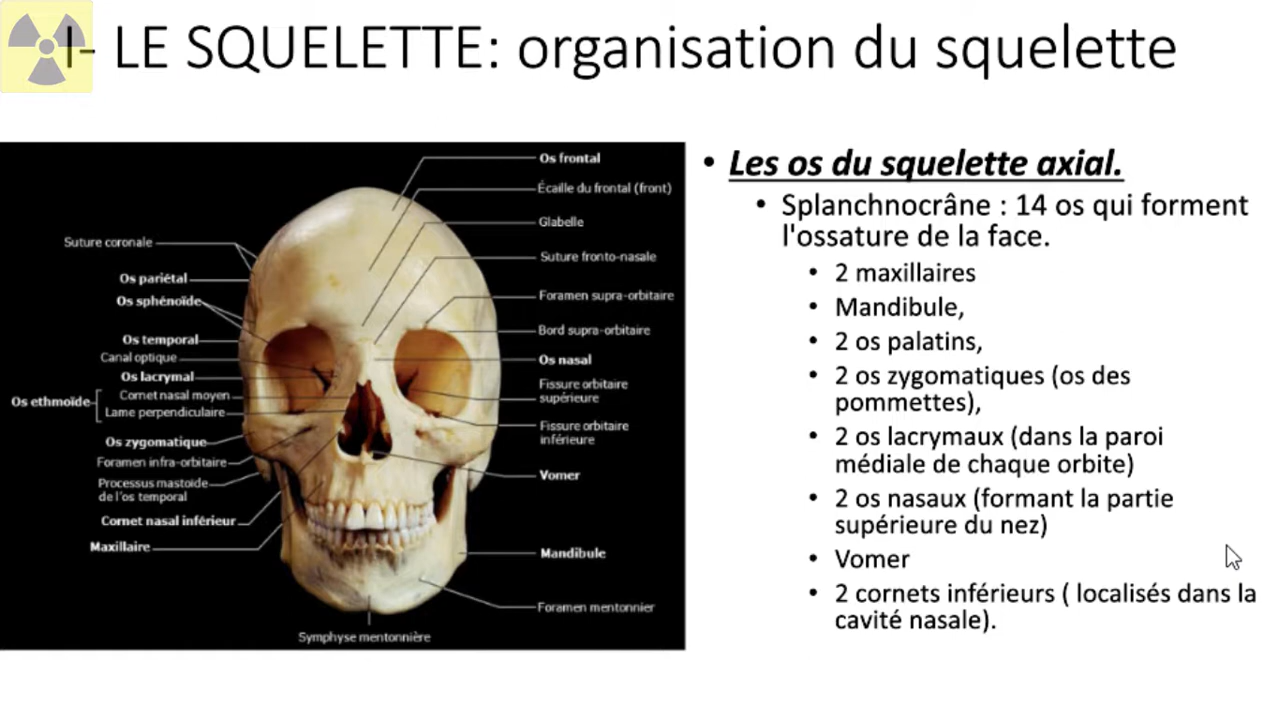 I- LE SQUELETTE: organisation du squelette
Os frontal
Écaille du frontal (front)
Glabelle
Suture fronto-nasale
Foramen supra-orbitaire
Bord supra-orbitaire
Os nasal
Fissure orbitaire
supérieure
Fissure orbitaire
inférieure
Vomer
Mandibule
Foramen mentonnier
Suture coronale
Os pariétal
Os sphénoïde
Os temporal
Canal optique
Os lacrymal
Os ethmoïde
Cornet nasal moyen
Lame perpendiculaire
Os zygomatique
Foramen infra-orbitaire
Processus mastoïde
de l'os temporal
Cornet nasal inférieur
Maxillaire
Symphyse mentonnière
• Les os du squelette axial.
• Splanchnocrâne : 14 os qui forment
l'ossature de la face.
• 2 maxillaires
• Mandibule,
• 2 os palatins,
• 2 os zygomatiques (os des
pommettes),
• 2 os lacrymaux (dans la paroi
médiale de chaque orbite)
• 2 os nasaux (formant la partie
supérieure du nez)
• Vomer
• 2 cornets inférieurs ( localisés dans la
cavité nasale).